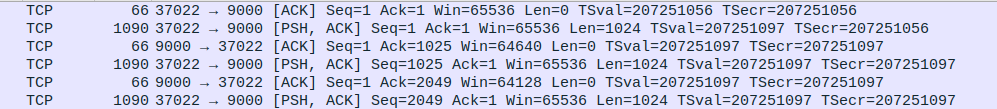 TCP 66 37022 → 9000 [ACK] Seq=1 Ack=1 Win=65536 Len=0 TSval=207251056 TSecr=207251056
TCP 1090 37022 → 9000 [PSH, ACK] Seq=1 Ack=1 Win=65536 Len=1024 TSval=207251097 TSecr=207251056
TCP 66 9000 → 37022 [ACK] Seq=1 Ack=1025 Win=64640 Len=0 TSval=207251097 TSecr=207251097
TCP 1090 37022 → 9000 [PSH, ACK] Seq=1025 Ack=1 Win=65536 Len=1024 TSval=207251097 TSecr=207251097
TCP 66 9000 → 37022 [ACK] Seq=1 Ack=2049 Win=64128 Len=0 TSval=207251097 TSecr=207251097
TCP 1090 37022 → 9000 [PSH, ACK] Seq=2049 Ack=1 Win=65536 Len=1024 TSval=207251097 TSecr=207251097